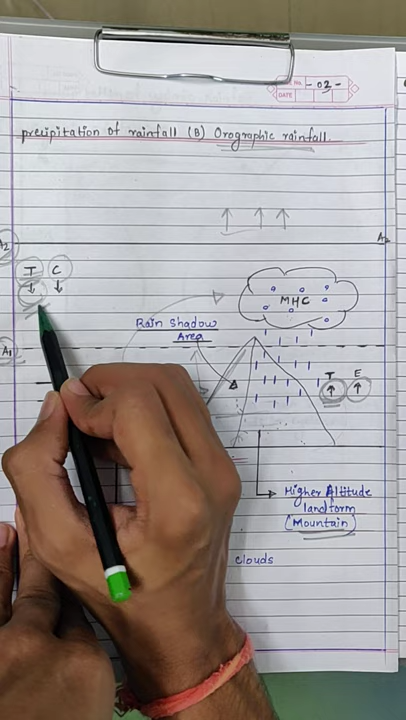 No. - 02 -
DATE
precipitation of rainfall (B) Orographic rainfall.
A2
A2
T C
MHC
Rain Shadow
Area
A1
T E
Higher Altitude
landform
(Mountain)
clouds